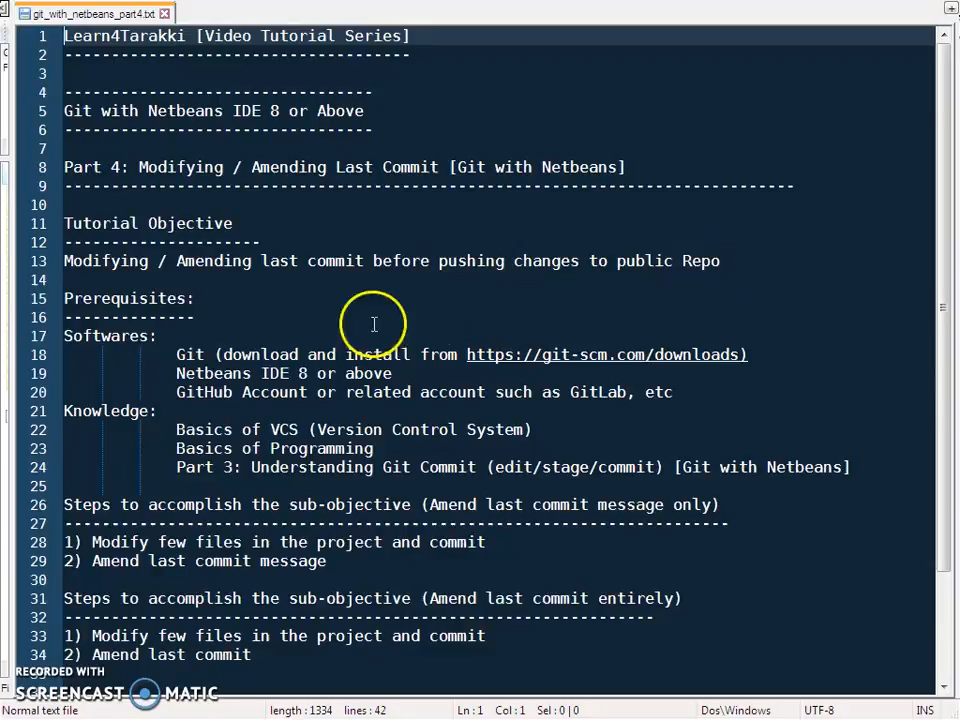 git_with_netbeans_part4.txt
1 Learn4Tarakki [Video Tutorial Series]
2 -------------------------------------
3
4 ---------------------------------
5 Git with Netbeans IDE 8 or Above
6 ---------------------------------
7
8 Part 4: Modifying / Amending Last Commit [Git with Netbeans]
9 ------------------------------------------------------------------------------
10
11 Tutorial Objective
12 ---------------------
13 Modifying / Amending last commit before pushing changes to public Repo
14
15 Prerequisites:
16 --------------
17 Softwares:
18 Git (download and install from https://git-scm.com/downloads)
19 Netbeans IDE 8 or above
20 GitHub Account or related account such as GitLab, etc
21 Knowledge:
22 Basics of VCS (Version Control System)
23 Basics of Programming
24 Part 3: Understanding Git Commit (edit/stage/commit) [Git with Netbeans]
25
26 Steps to accomplish the sub-objective (Amend last commit message only)
27 -----------------------------------------------------------------------
28 1) Modify few files in the project and commit
29 2) Amend last commit message
30
31 Steps to accomplish the sub-objective (Amend last commit entirely)
32 ---------------------------------------------------------------
33 1) Modify few files in the project and commit
34 2) Amend last commit
RECORDED WITH
SCREENCAST MATIC
Normal text file length : 1334 lines : 42 Ln : 1 Col : 1 Sel : 0 | 0 Dos\Windows UTF-8 INS